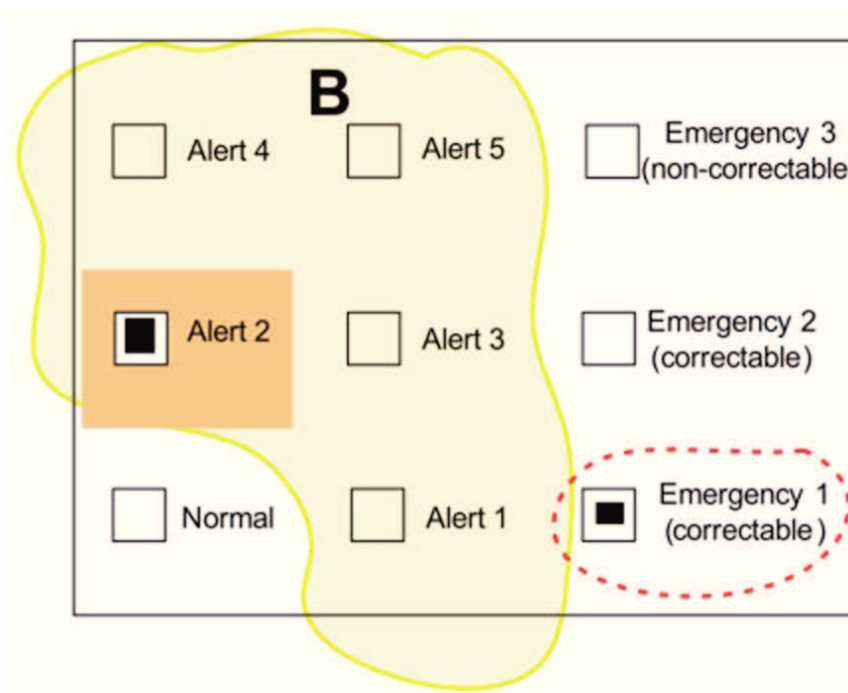 B
Alert 4
Alert 5
Emergency 3
(non-correctable
Alert 2
Alert 3
Emergency 2
(correctable)
Normal
Alert 1
Emergency 1
(correctable)